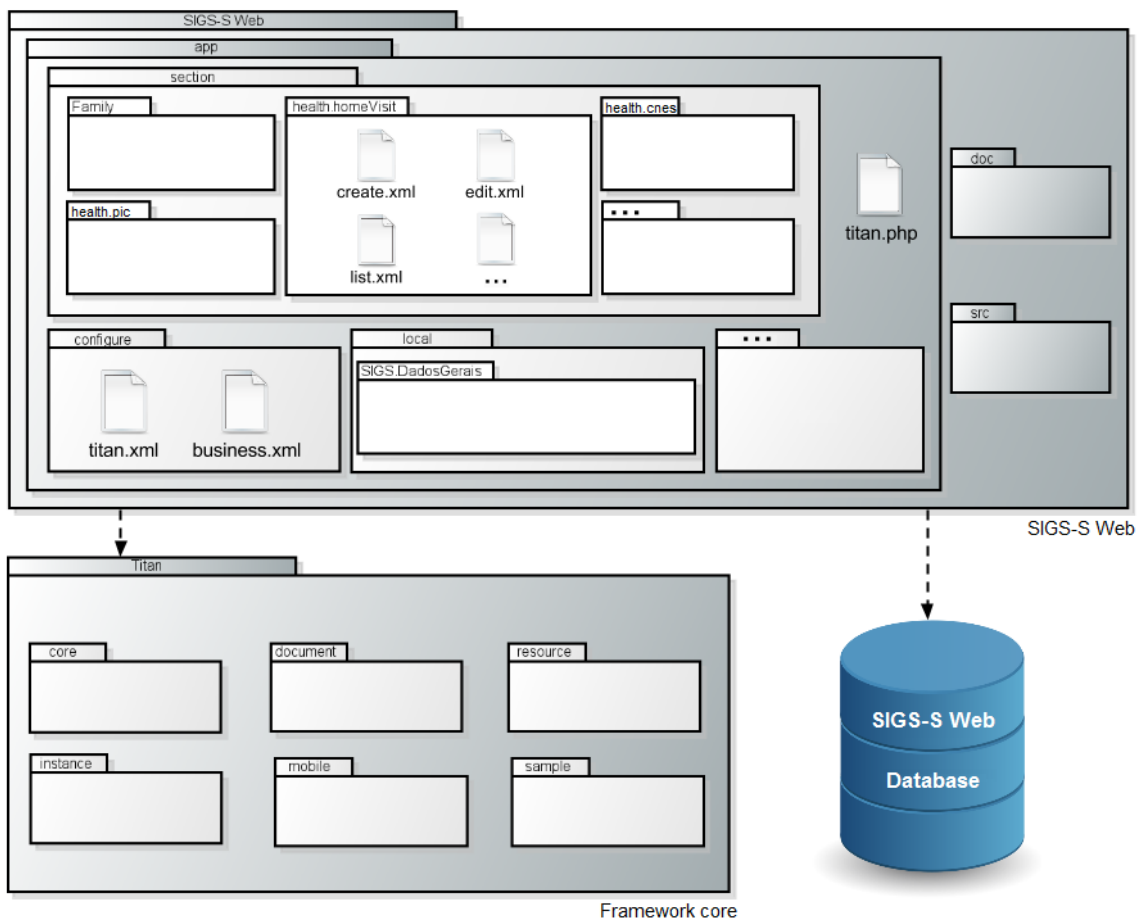 SIGS-S Web
app
section
Family
health.homeVisit
health.cnes
create.xml
edit.xml
doc
health.pic
...
titan.php
list.xml
...
src
configure
local
...
SIGS.DadosGerais
titan.xml
business.xml
SIGS-S Web
Titan
core
document
resource
SIGS-S Web
Database
instance
mobile
sample
Framework core